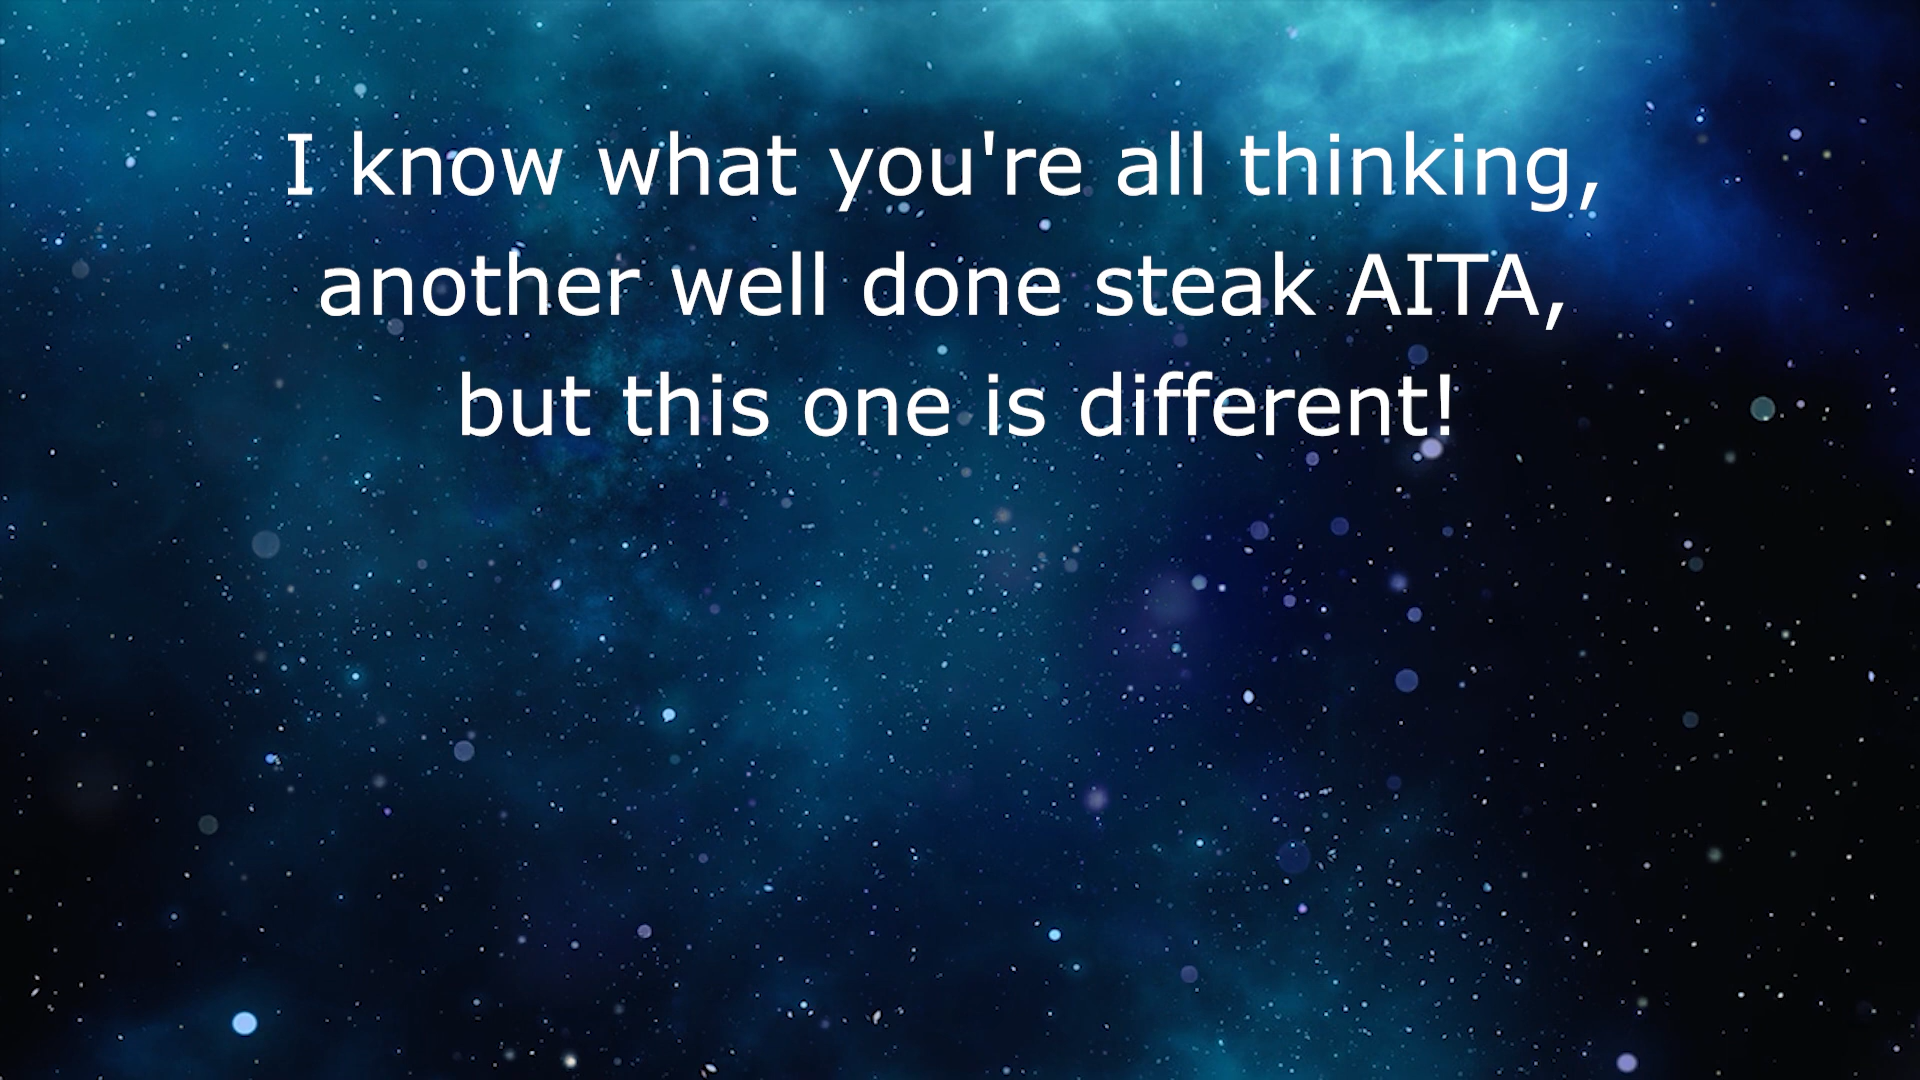 I know what you're all thinking,
another well done steak AITA,
but this one is different!